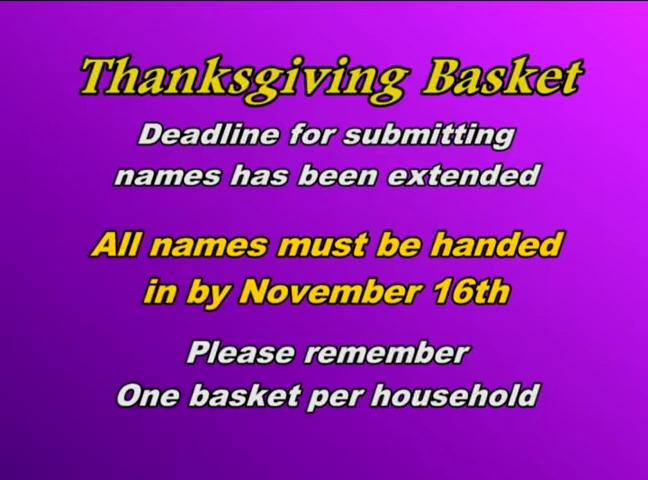 Thanksgiving Basket
Deadline for submitting
names has been extended
All names must be handed
in by November 16th
Please remember
One basket per household